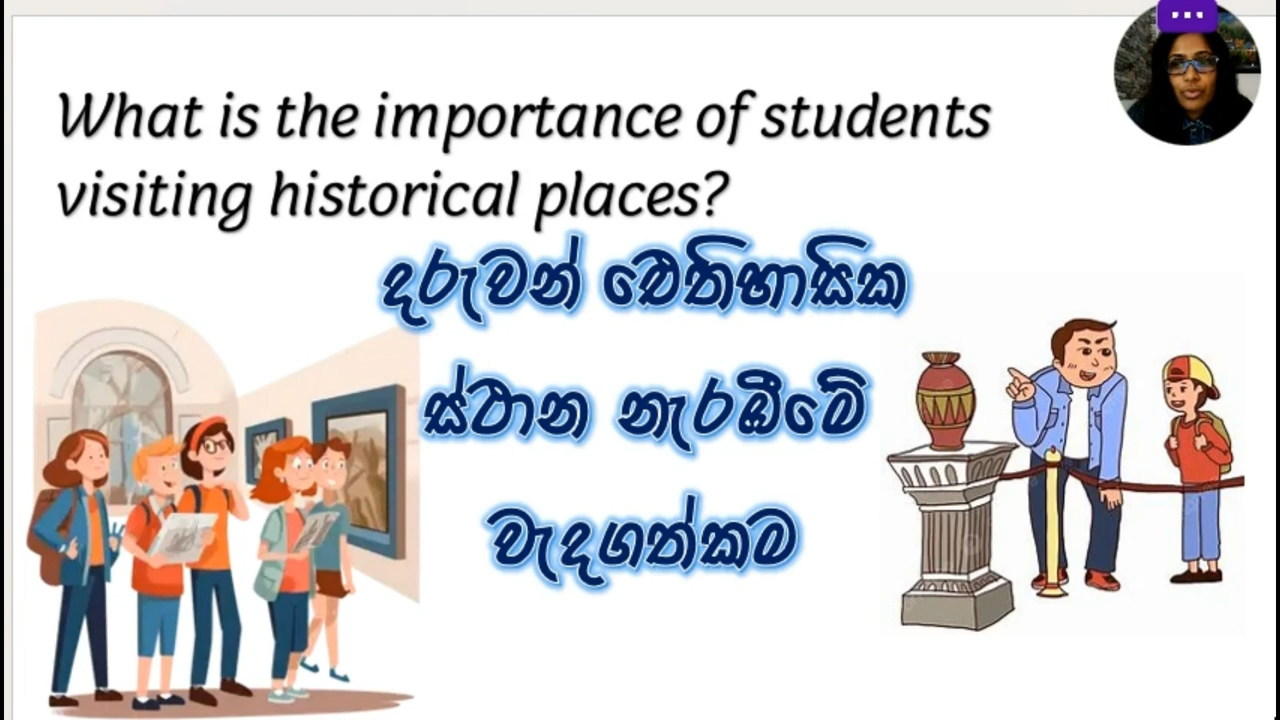 What is the importance of students
visiting historical places?
දරුවන් ඓතිහාසික
ස්ථාන නැරඹීමේ
වැදගත්කම